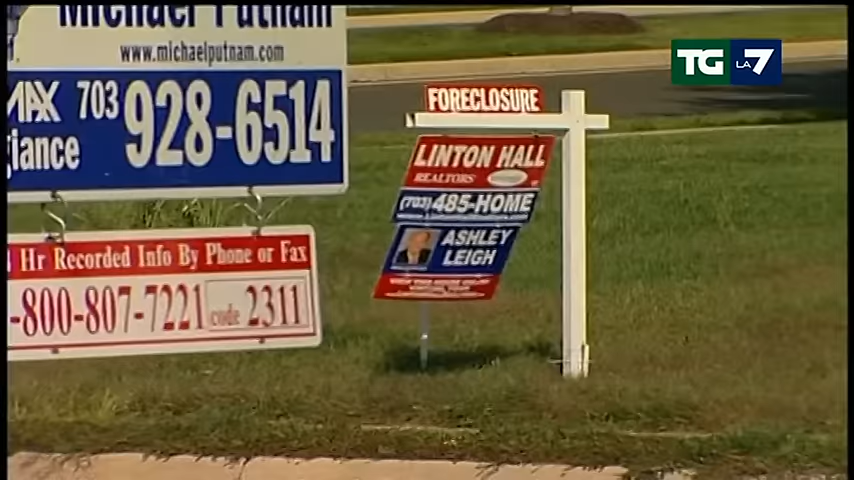 Michael Putnam
www.michaelputnam.com
MAX 703 928-6514
iance
Hr Recorded Info By Phone or Fax
-800-807-7221 code 2311
TG LA7
FORECLOSURE
LINTON HALL
REALTORS
(703) 485-HOME
ASHLEY
LEIGH